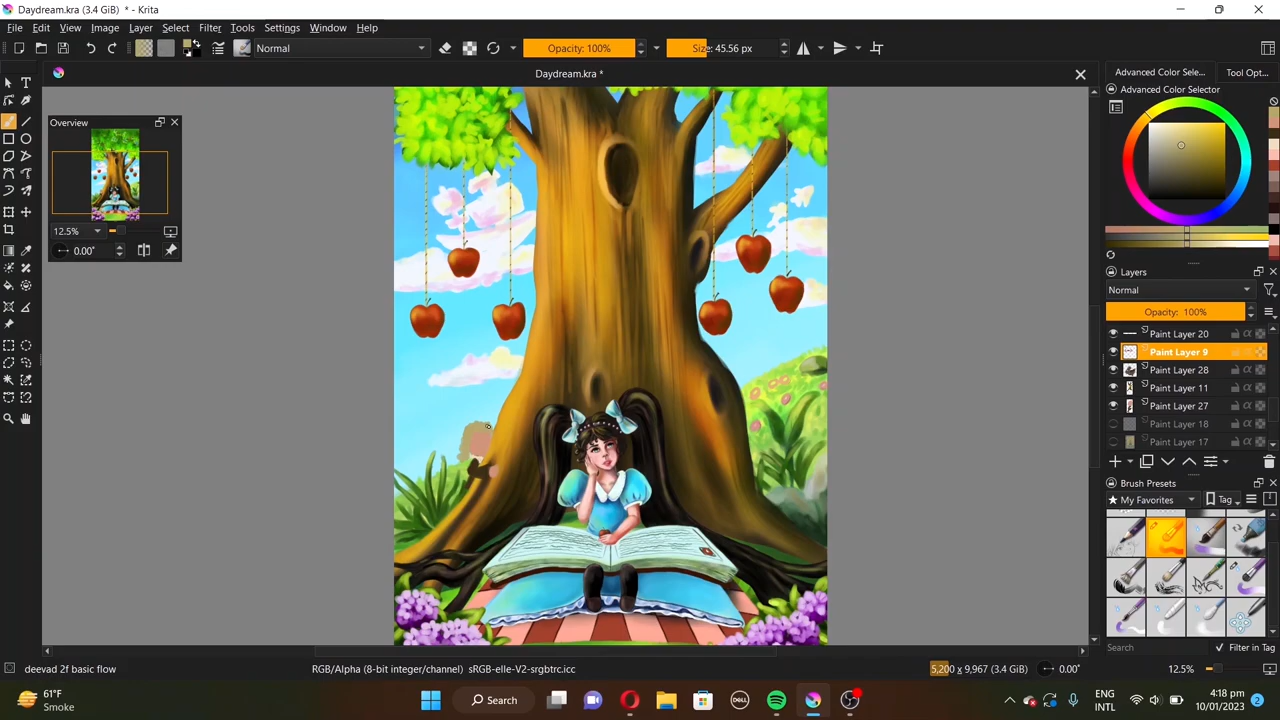 Daydream.kra (3.4 GiB) * - Krita
File Edit View Image Layer Select Filter Tools Settings Window Help
Normal
Opacity: 100%
Size: 45.56 px
Daydream.kra *
Advanced Color Sele...
Tool Opt...
Advanced Color Selector
Overview
12.5%
0.00°
Layers
Normal
Opacity: 100%
Paint Layer 20
Paint Layer 9
Paint Layer 28
Paint Layer 11
Paint Layer 27
Paint Layer 18
Paint Layer 17
Brush Presets
My Favorites
Tag
Search
Filter in Tag
deevad 2f basic flow
RGB/Alpha (8-bit integer/channel) sRGB-elle-V2-srgbtrc.icc
5,200 x 9,967 (3.4 GiB)
0.00°
12.5%
61°F
Smoke
Search
DELL
ENG
INTL
4:18 pm
10/01/2023
2